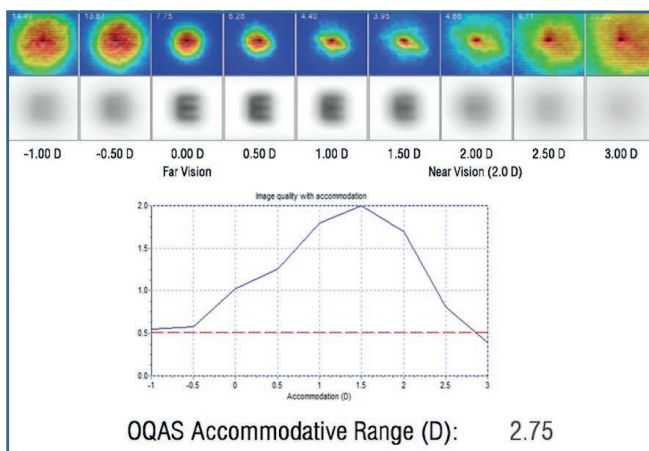 14.49 13.67 7.75 6.26 4.40 3.95 4.66 8.71
-1.00 D -0.50 D 0.00 D 0.50 D 1.00 D 1.50 D 2.00 D 2.50 D 3.00 D
Far Vision Near Vision (2.0 D)
Image quality with accommodation
2.0
1.5
1.0
0.5
0.0
-1 -0.5 0 0.5 1 1.5 2 2.5 3
Accommodation (D)
OQAS Accommodative Range (D): 2.75